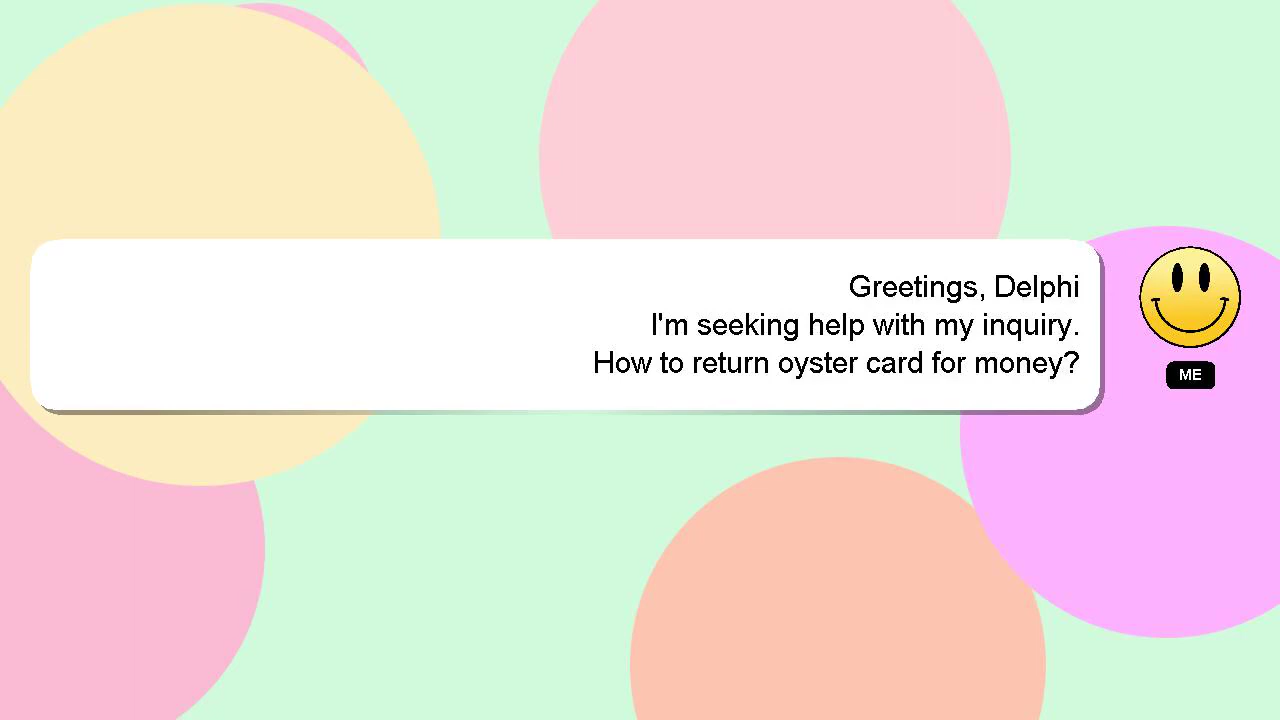 Greetings, Delphi
I'm seeking help with my inquiry.
How to return oyster card for money?
ME